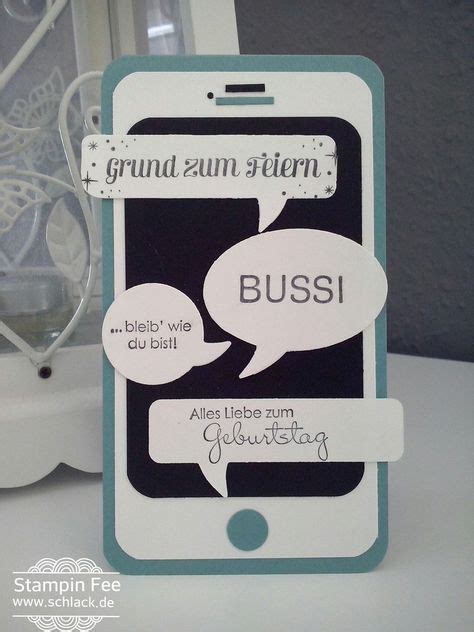 Grund zum Feiern
BUSSI
... bleib' wie
du bist!
Alles Liebe zum
Geburtstag
Stampin Fee
www.schlack.de